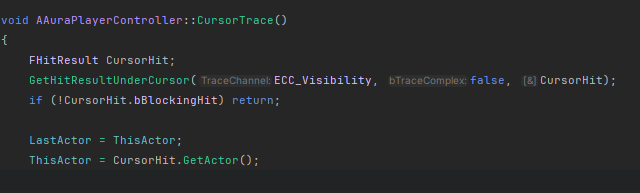 void AAuraPlayerController::CursorTrace()
{
FHitResult CursorHit;
GetHitResultUnderCursor( TraceChannel: ECC_Visibility, bTraceComplex: false, [&] CursorHit);
if (!CursorHit.bBlockingHit) return;
LastActor = ThisActor;
ThisActor = CursorHit.GetActor();